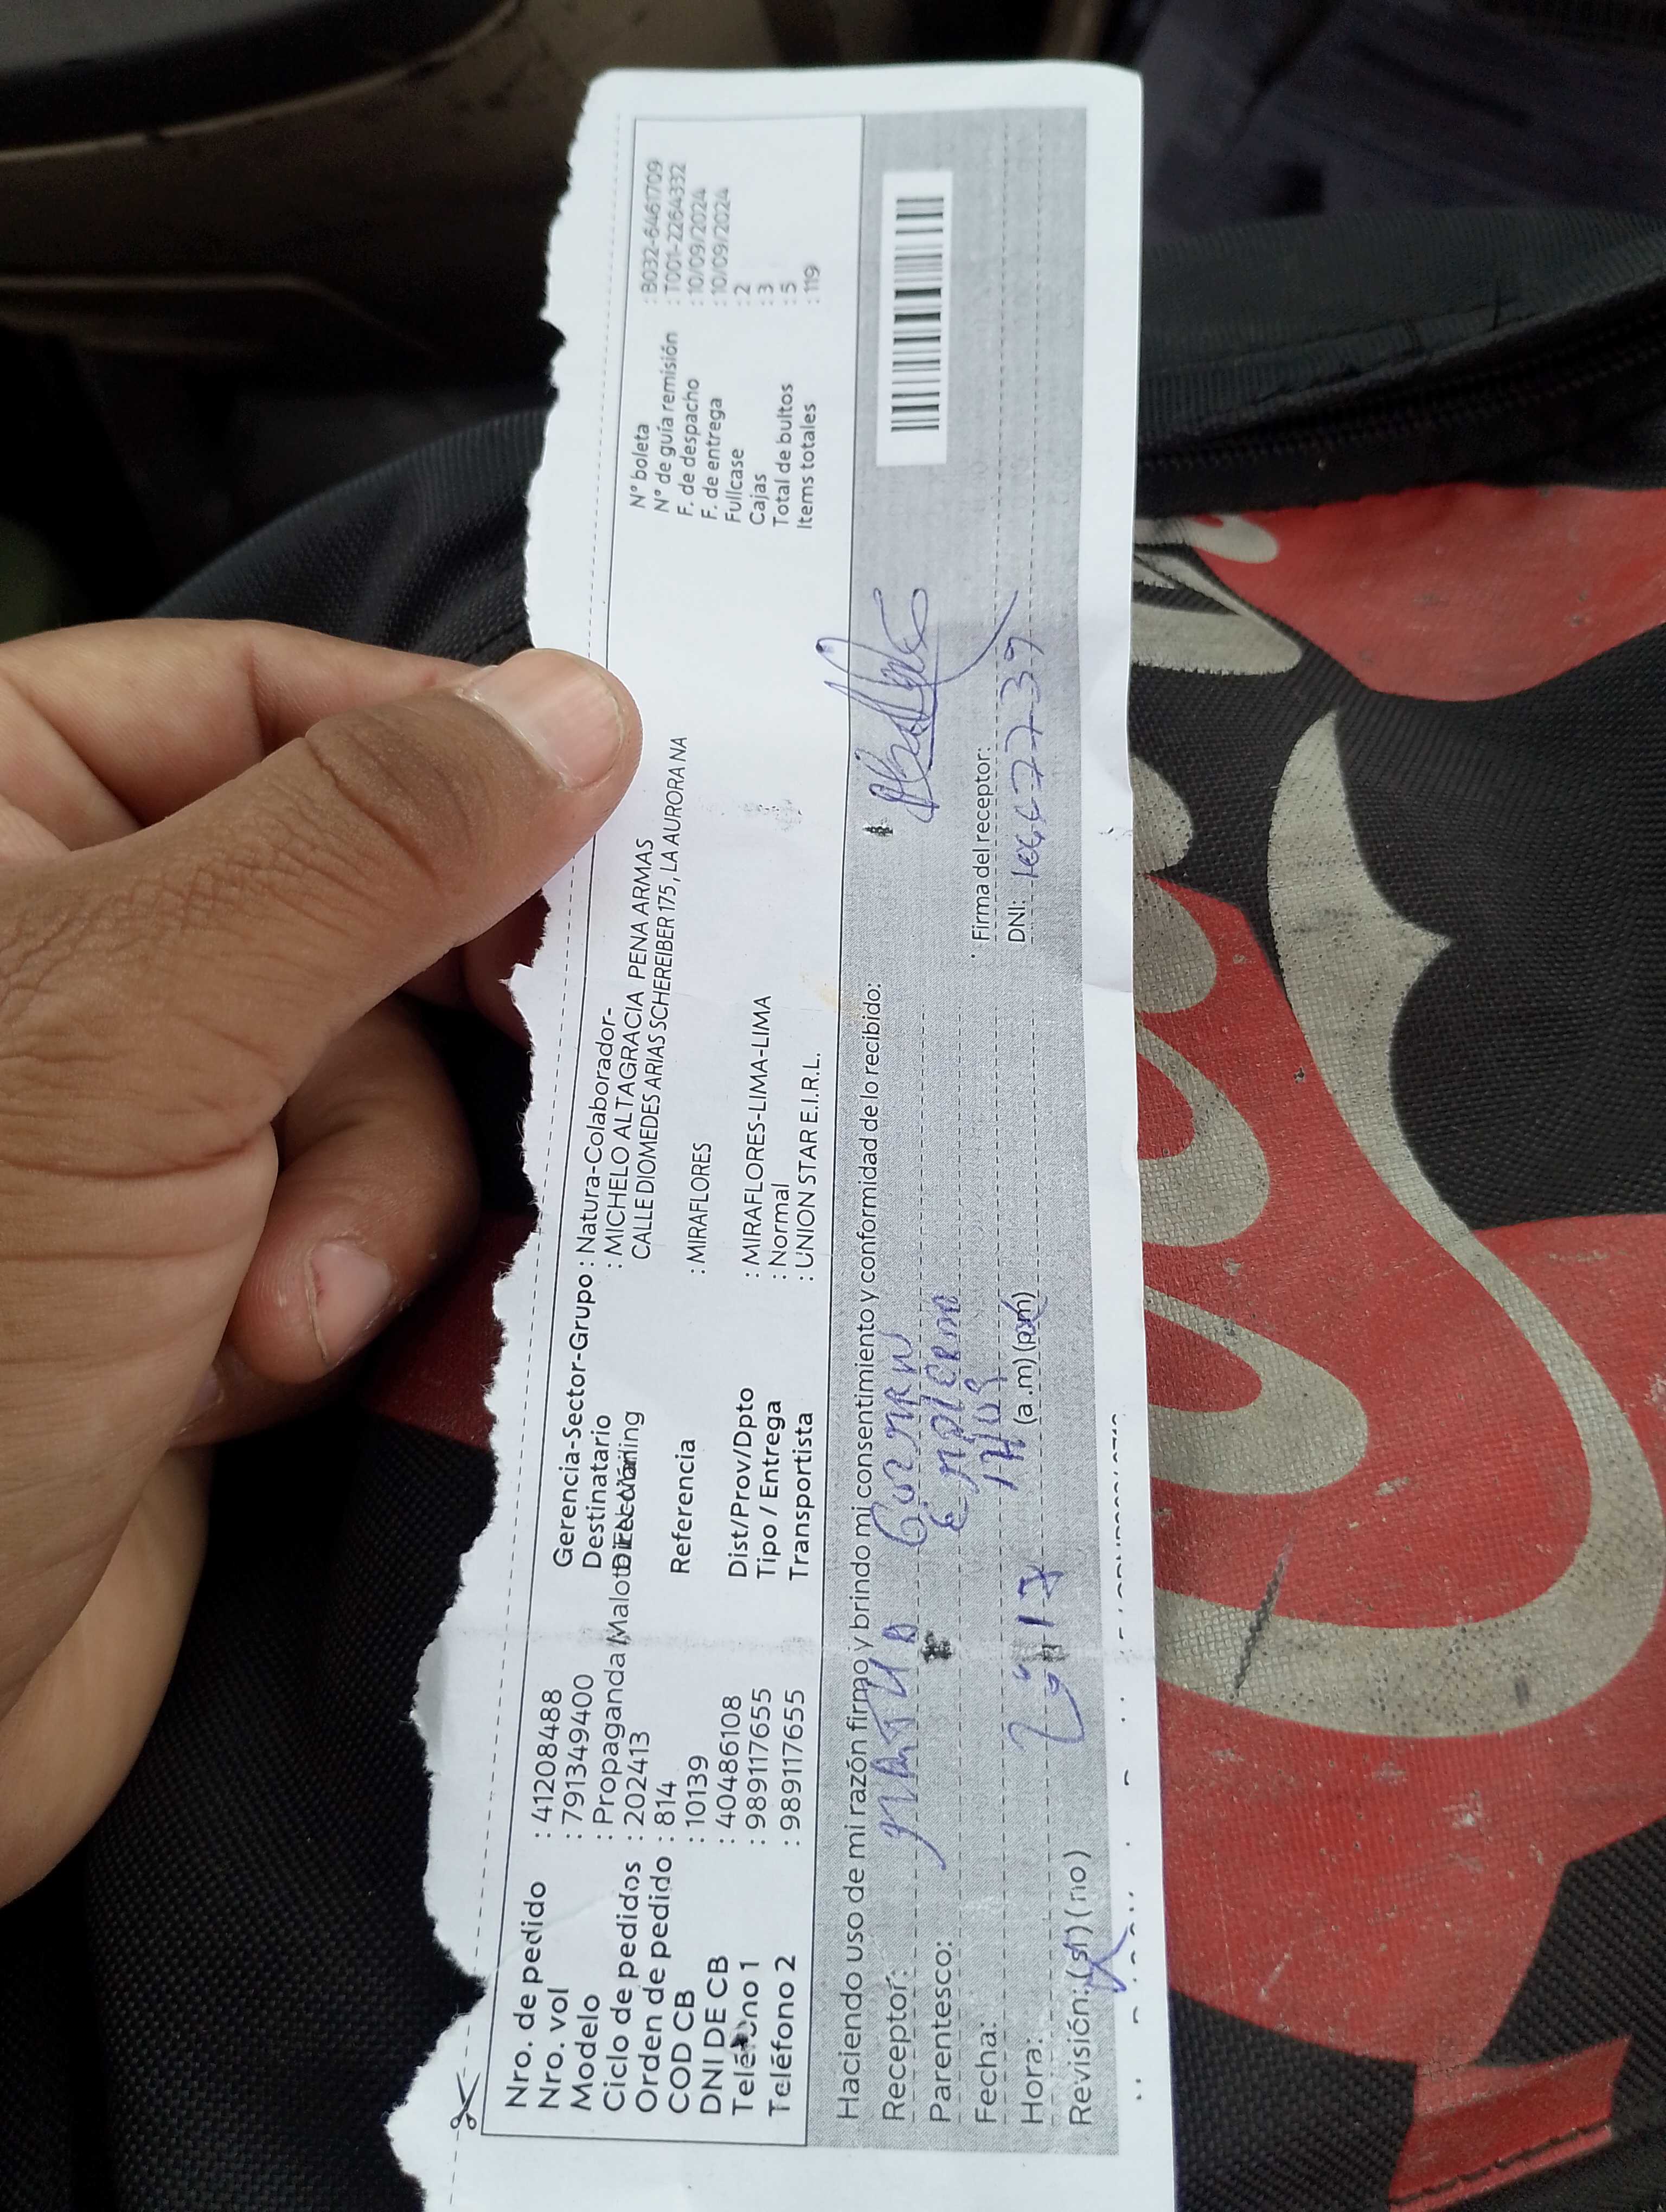 Nro. de pedido : 41208488
Nro. vol : 791349400
Modelo : Propaganda/Malote
Ciclo de pedidos : 202413
Orden de pedido : 814
COD CB : 10139
DNI DE CB : 40486108
Teléfono 1 : 989117655
Teléfono 2 : 989117655
Gerencia-Sector-Grupo : Natura-Colaborador-
Destinatario : MICHELO ALTAGRACIA PENA ARMAS
Dirección CALLE DIOMEDES ARIAS SCHEREIBER 175, LA AURORA NA
Referencia : MIRAFLORES
Dist/Prov/Dpto : MIRAFLORES-LIMA-LIMA
Tipo / Entrega : Normal
Transportista : UNION STAR E.I.R.L.
N° boleta : B032-6461709
N° de guía remisión : T001-2264332
F. de despacho : 10/09/2024
F. de entrega : 10/09/2024
Fullcase : 2
Cajas : 3
Total de bultos : 5
Items totales : 119
Haciendo uso de mi razón firmo y brindo mi consentimiento y conformidad de lo recibido:
Receptor: Guzman
Parentesco:
Fecha:
Hora: (a.m) (p.m)
Revisión: (si) (no)
Firma del receptor:
DNI: